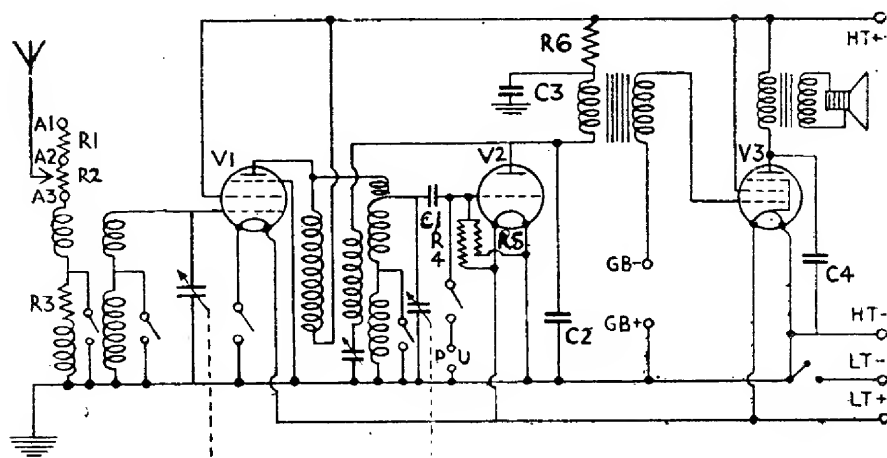 R6
HT+
C3
A1
R1
V1
A2
V2
V3
R2
A3
C1
R
4
R5
GB-
C4
R3
GB+
C2
HT-
P U
LT-
LT+